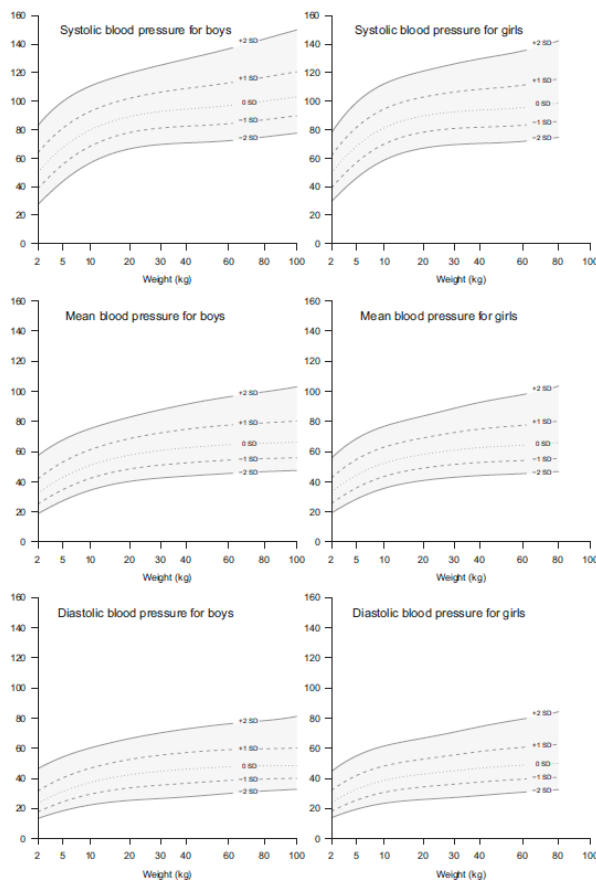 Systolic blood pressure for boys
160
140
120
100
80
60
40
20
0
+2 SD
+1 SD
0 SD
−1 SD
−2 SD
2 5 10 20 30 40 60 80 100
Weight (kg)
Systolic blood pressure for girls
160
140
120
100
80
60
40
20
0
+2 SD
+1 SD
0 SD
−1 SD
−2 SD
2 5 10 20 30 40 60 80 100
Weight (kg)
Mean blood pressure for boys
160
140
120
100
80
60
40
20
0
+2 SD
+1 SD
0 SD
−1 SD
−2 SD
2 5 10 20 30 40 60 80 100
Weight (kg)
Mean blood pressure for girls
160
140
120
100
80
60
40
20
0
+2 SD
+1 SD
0 SD
−1 SD
−2 SD
2 5 10 20 30 40 60 80 100
Weight (kg)
Diastolic blood pressure for boys
160
140
120
100
80
60
40
20
0
+2 SD
+1 SD
0 SD
−1 SD
−2 SD
2 5 10 20 30 40 60 80 100
Weight (kg)
Diastolic blood pressure for girls
160
140
120
100
80
60
40
20
0
+2 SD
+1 SD
0 SD
−1 SD
−2 SD
2 5 10 20 30 40 60 80 100
Weight (kg)